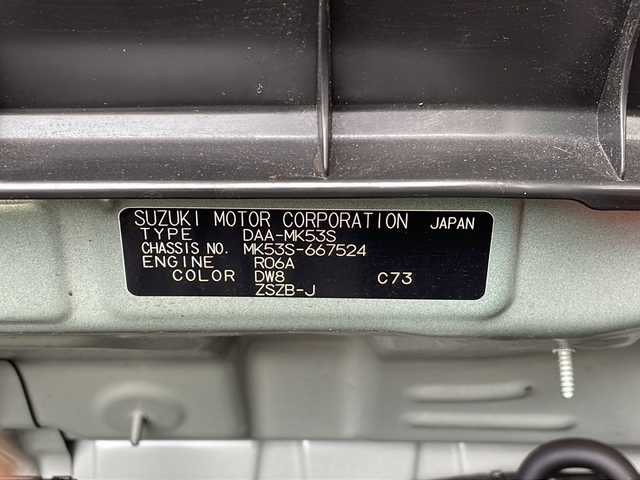 SUZUKI MOTOR CORPORATION JAPAN
TYPE DAA-MK53S
CHASSIS NO. MK53S-667524
ENGINE R06A
COLOR DW8 C73
ZSZB-J